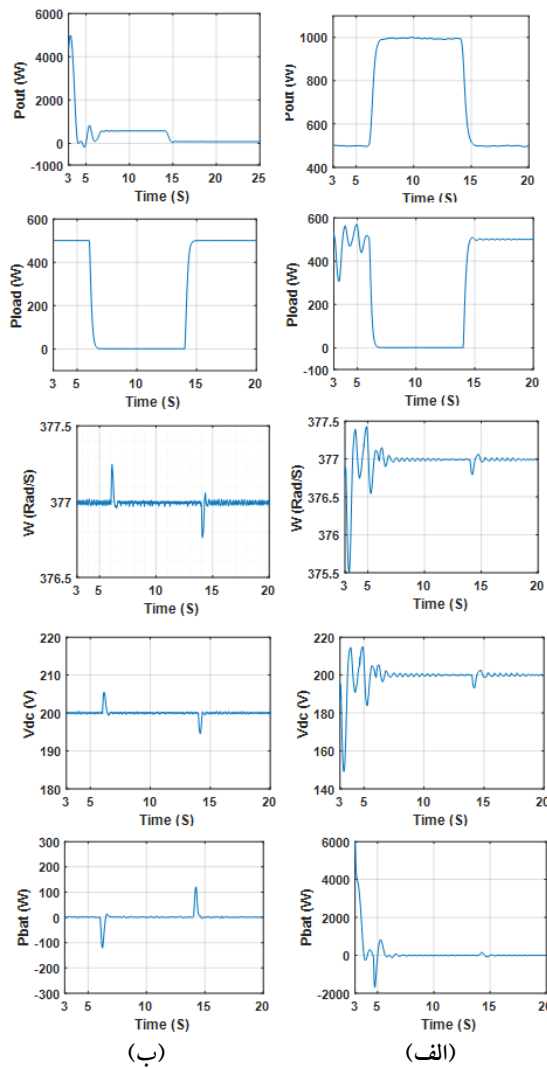 6000
4000
2000
0
-1000
3 5 10 15 20 25
Pout (W)
Time (S)
1000
800
600
400
3 5 10 15 20
Pout (W)
Time (S)
600
400
200
0
3 5 10 15 20
Pload (W)
Time (S)
600
400
200
0
-100
3 5 10 15 20
Pload (W)
Time (S)
377.5
377
376.5
3 5 10 15 20
W (Rad/S)
Time (S)
377.5
377
376.5
376
375.5
3 5 10 15 20
W (Rad/S)
Time (S)
220
210
200
190
180
3 5 10 15 20
Vdc (V)
Time (S)
220
200
180
160
140
3 5 10 15 20
Vdc (V)
Time (S)
300
200
100
0
-100
-200
-300
3 5 10 15 20
Pbat (W)
Time (S)
6000
4000
2000
0
-2000
3 5 10 15 20
Pbat (W)
Time (S)
(الف)
(ب)